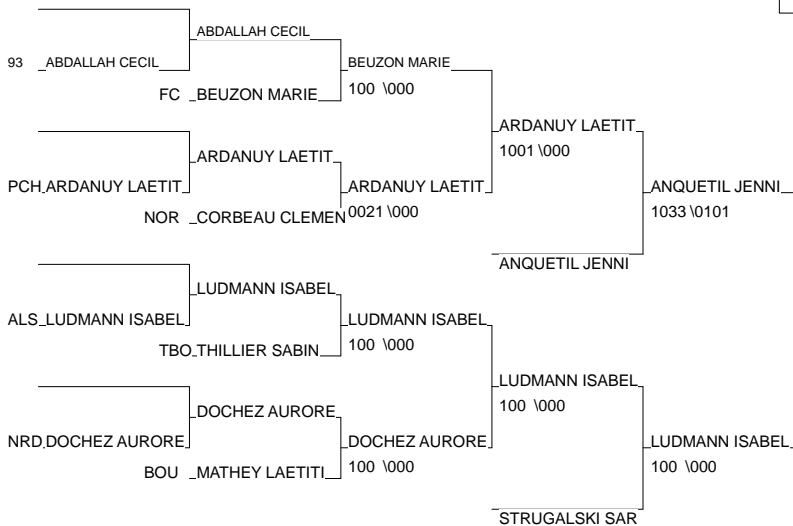 ABDALLAH CECIL
93 ABDALLAH CECIL
BEUZON MARIE
FC BEUZON MARIE
100 \000
ARDANUY LAETIT
1001 \000
ARDANUY LAETIT
PCH ARDANUY LAETIT
ARDANUY LAETIT
ANQUETIL JENNI
NOR CORBEAU CLEMEN
0021 \000
1033 \0101
ANQUETIL JENNI
LUDMANN ISABEL
ALS LUDMANN ISABEL
LUDMANN ISABEL
TBO THILLIER SABIN
100 \000
LUDMANN ISABEL
100 \000
DOCHEZ AURORE
NRD DOCHEZ AURORE
DOCHEZ AURORE
LUDMANN ISABEL
BOU MATHEY LAETITI
100 \000
100 \000
STRUGALSKI SAR